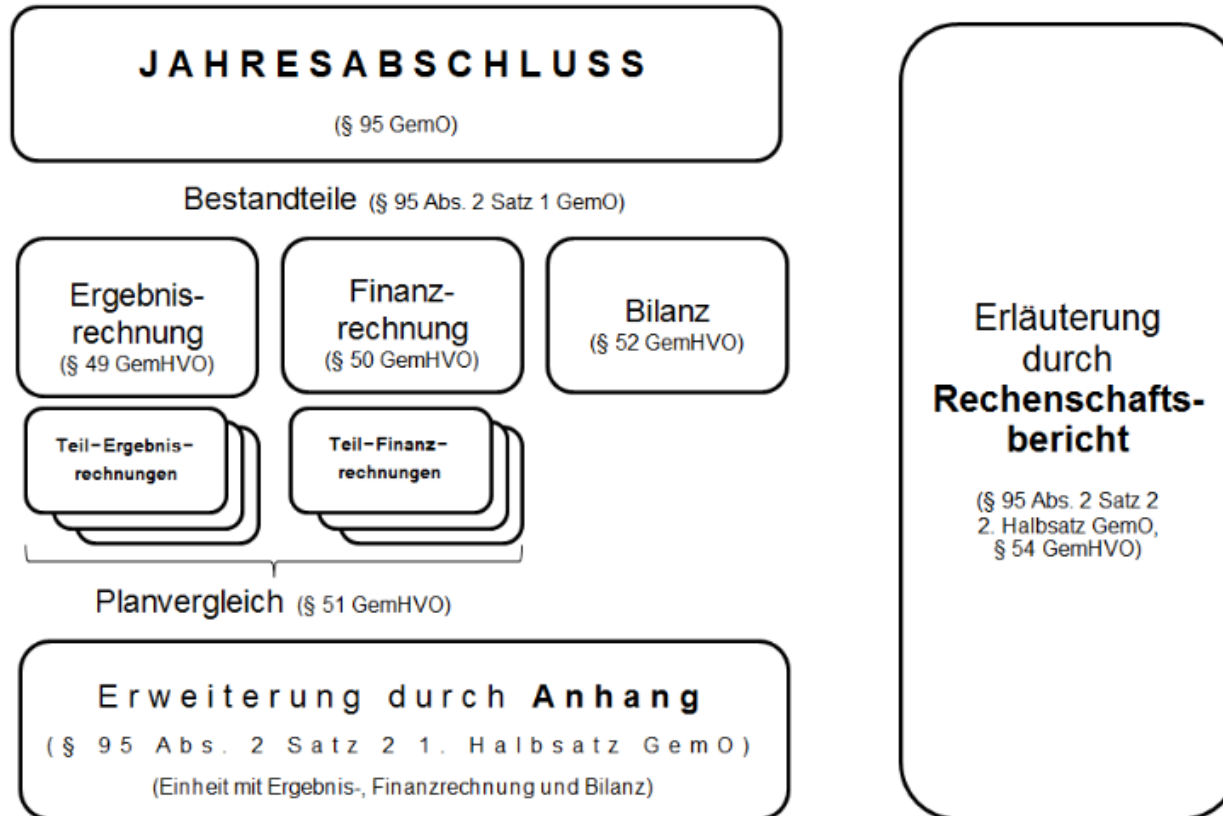 JAHRESABSCHLUSS
(§ 95 GemO)
Bestandteile (§ 95 Abs. 2 Satz 1 GemO)
Ergebnis-
rechnung
(§ 49 GemHVO)
Finanz-
rechnung
(§ 50 GemHVO)
Bilanz
(§ 52 GemHVO)
Teil-Ergebnis-
rechnungen
Teil-Finanz-
rechnungen
Planvergleich (§ 51 GemHVO)
Erweiterung durch Anhang
(§ 95 Abs. 2 Satz 2 1. Halbsatz GemO)
(Einheit mit Ergebnis-, Finanzrechnung und Bilanz)
Erläuterung
durch
Rechenschafts-
bericht
(§ 95 Abs. 2 Satz 2
2. Halbsatz GemO,
§ 54 GemHVO)